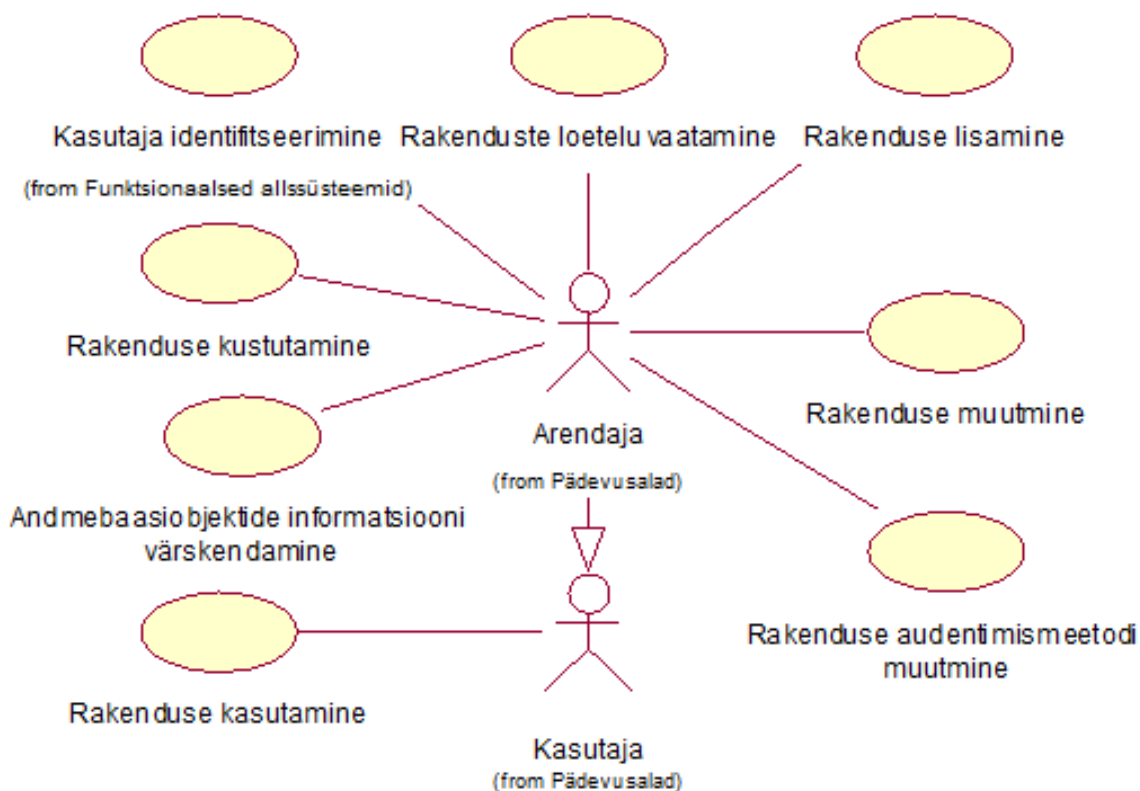 Kasutaja identifitseerimine
(from Funktsionaalsed allssüsteemid)
Rakenduste loetelu vaatamine
Rakenduse lisamine
Rakenduse kustutamine
Arendaja
(from Pädevusalad)
Rakenduse muutmine
Andmebaasiobjektide informatsiooni
värskendamine
Rakenduse audentimismeetodi
muutmine
Rakenduse kasutamine
Kasutaja
(from Pädevusalad)